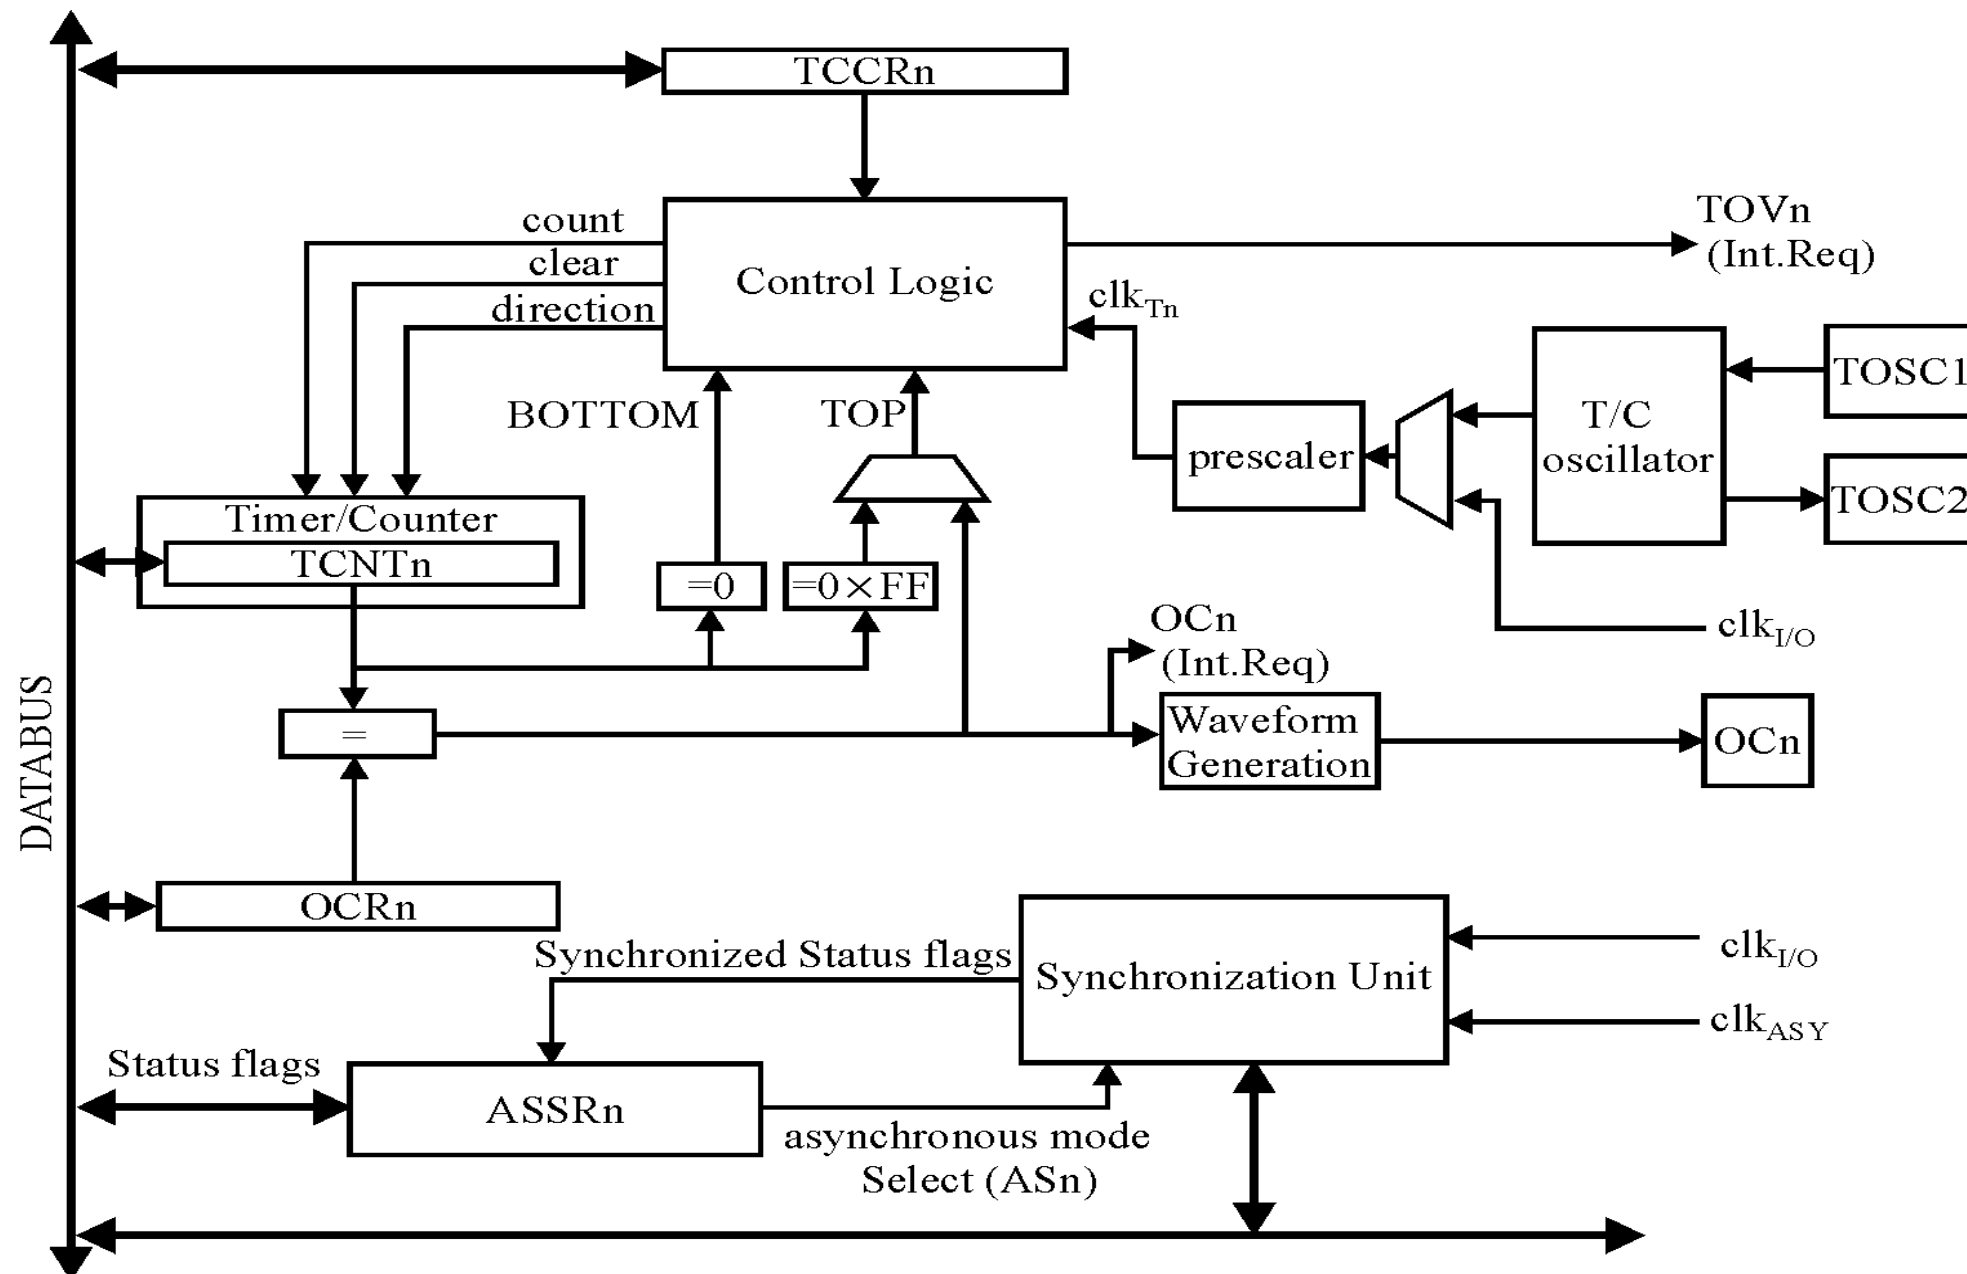 TCCRn
count
clear
direction
Control Logic
TOVn
(Int.Req)
clkTn
BOTTOM
TOP
prescaler
T/C
oscillator
TOSC1
TOSC2
Timer/Counter
TCNTn
=0
=0×FF
clkI/O
OCn
(Int.Req)
=
Waveform
Generation
OCn
DATABUS
OCRn
Synchronized Status flags
Synchronization Unit
clkI/O
clkASY
Status flags
ASSRn
asynchronous mode
Select (ASn)